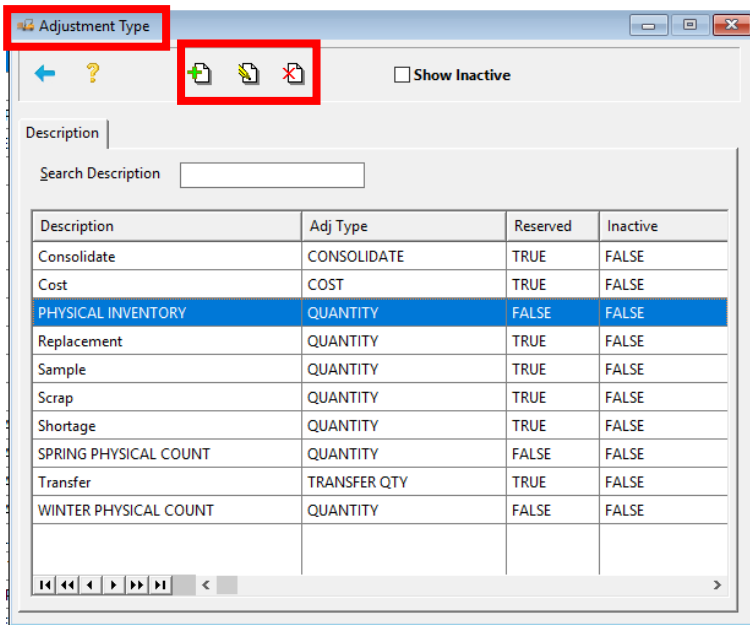 Adjustment Type
? Show Inactive
Description
Search Description
Description Adj Type Reserved Inactive
Consolidate CONSOLIDATE TRUE FALSE
Cost COST TRUE FALSE
PHYSICAL INVENTORY QUANTITY FALSE FALSE
Replacement QUANTITY TRUE FALSE
Sample QUANTITY TRUE FALSE
Scrap QUANTITY TRUE FALSE
Shortage QUANTITY TRUE FALSE
SPRING PHYSICAL COUNT QUANTITY FALSE FALSE
Transfer TRANSFER QTY TRUE FALSE
WINTER PHYSICAL COUNT QUANTITY FALSE FALSE